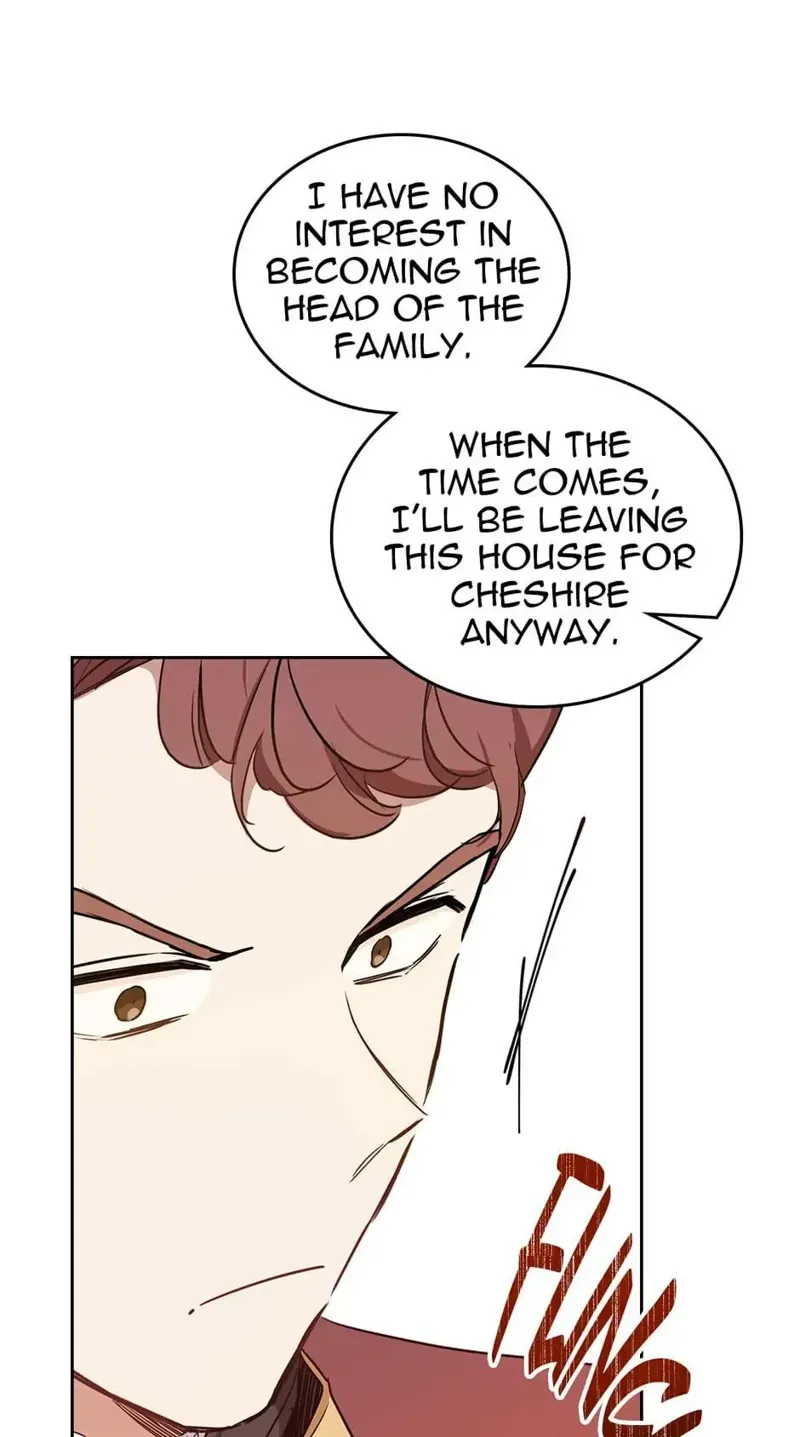 I HAVE NO
INTEREST IN
BECOMING THE
HEAD OF THE
FAMILY.
WHEN THE
TIME COMES,
I'LL BE LEAVING
THIS HOUSE FOR
CHESHIRE
ANYWAY.
FLING